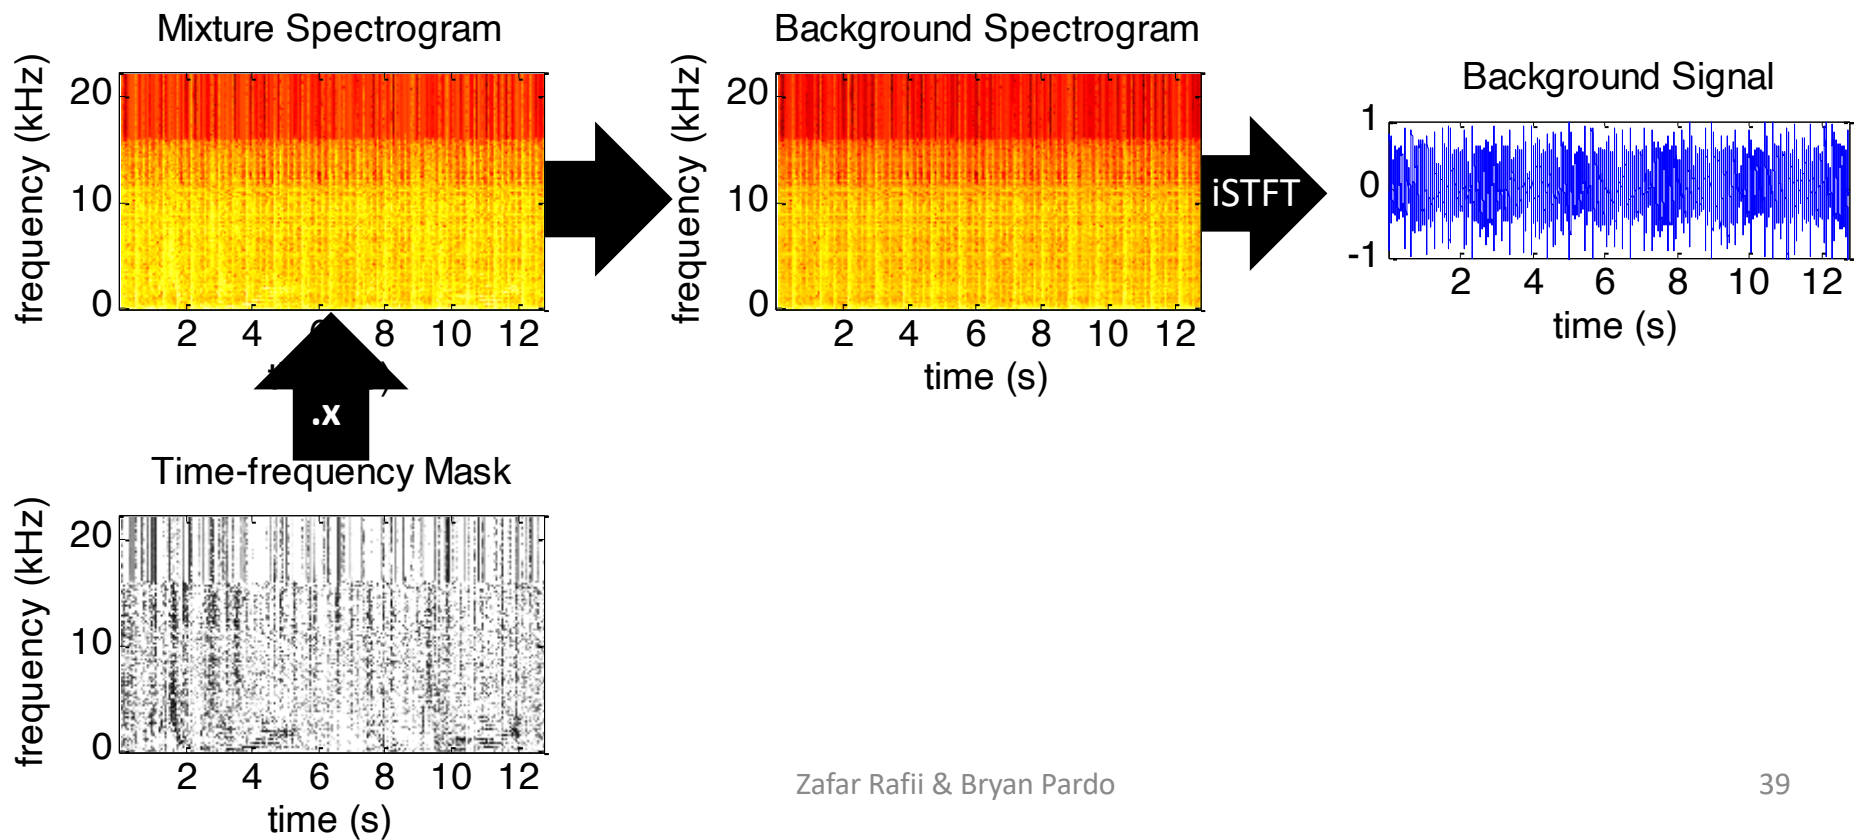 Mixture Spectrogram
frequency (kHz)
20
10
0
2 4 8 10 12
.x
Time-frequency Mask
frequency (kHz)
20
10
0
2 4 6 8 10 12
time (s)
Background Spectrogram
frequency (kHz)
20
10
0
2 4 6 8 10 12
time (s)
iSTFT
Background Signal
1
0
-1
2 4 6 8 10 12
time (s)
Zafar Rafii & Bryan Pardo
39